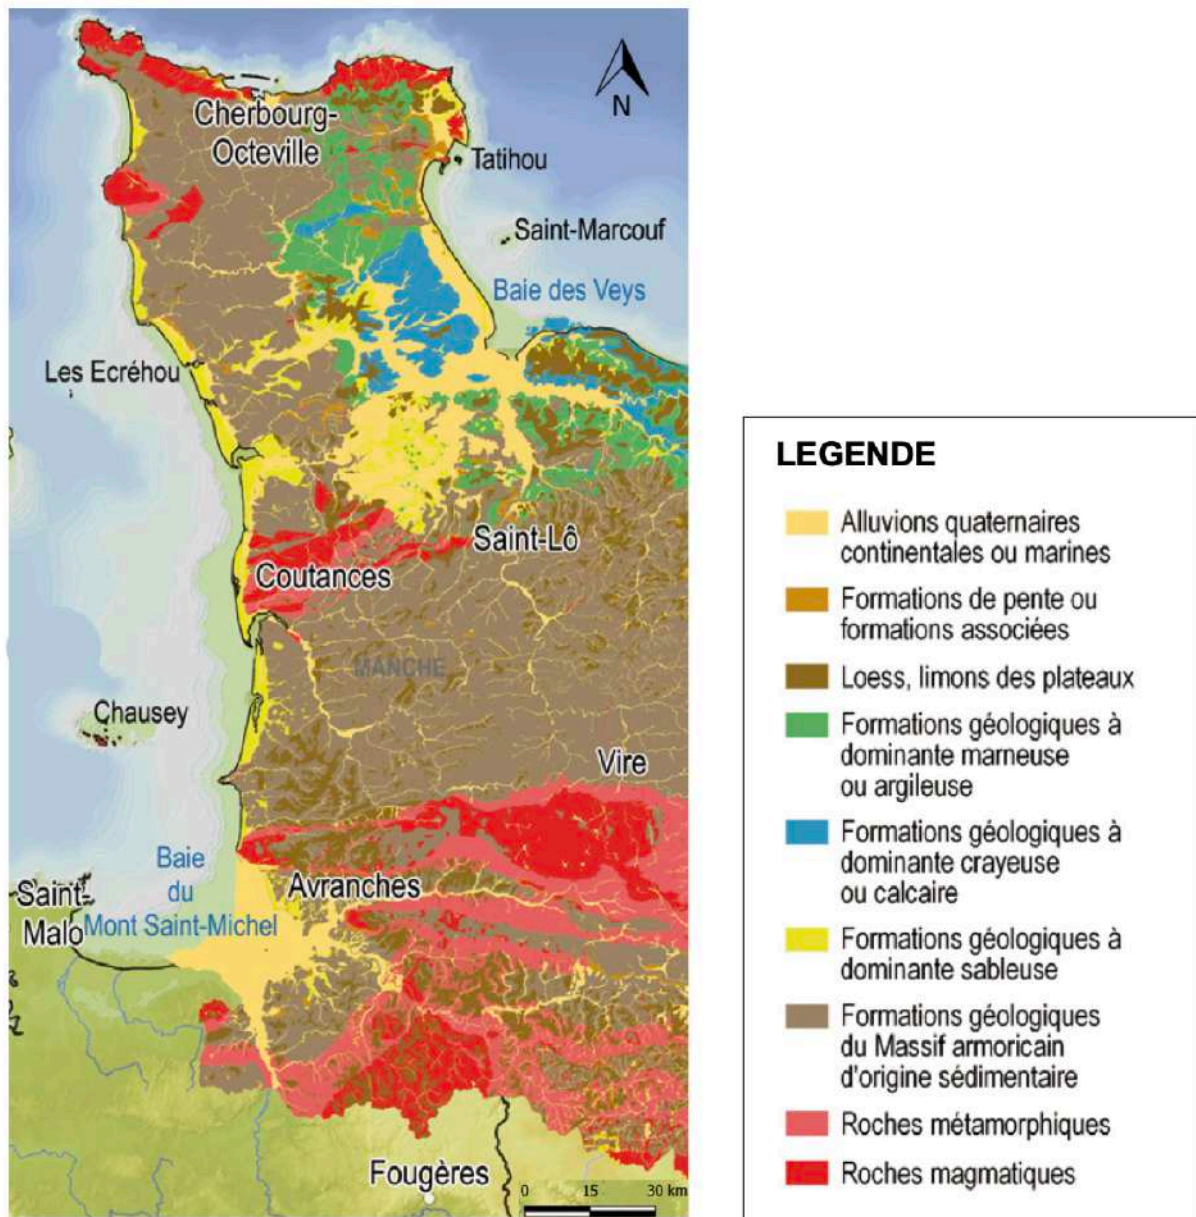 N
Cherbourg-
Octeville
Tatihou
Saint-Marcouf
Baie des Veys
Les Ecréhou
Saint-Lô
Coutances
MANCHE
Chausey
Vire
Baie
du
Mont Saint-Michel
Avranches
Saint-
Malo
Fougères
0 15 30 km
LEGENDE
Alluvions quaternaires
continentales ou marines
Formations de pente ou
formations associées
Loess, limons des plateaux
Formations géologiques à
dominante marneuse
ou argileuse
Formations géologiques à
dominante crayeuse
ou calcaire
Formations géologiques à
dominante sableuse
Formations géologiques
du Massif armoricain
d'origine sédimentaire
Roches métamorphiques
Roches magmatiques